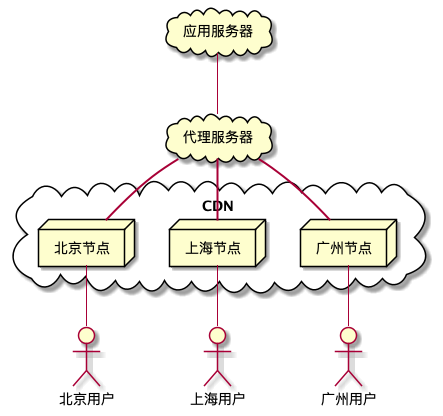 应用服务器
代理服务器
CDN
北京节点
上海节点
广州节点
北京用户
上海用户
广州用户